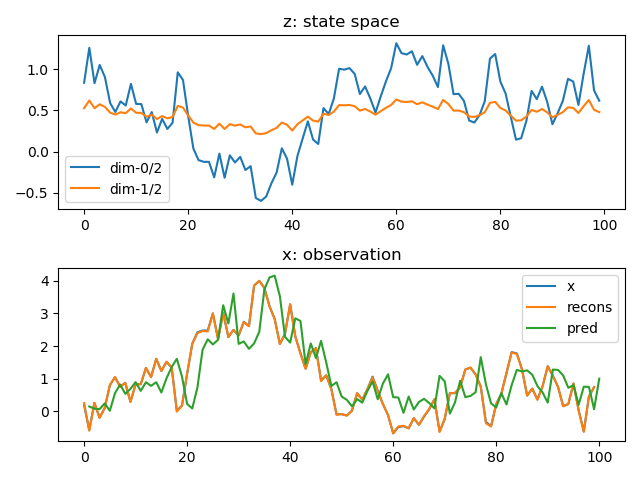 z: state space
1.0
0.5
0.0
−0.5
dim-0/2
dim-1/2
0 20 40 60 80 100
x: observation
4
3
2
1
0
x
recons
pred
0 20 40 60 80 100